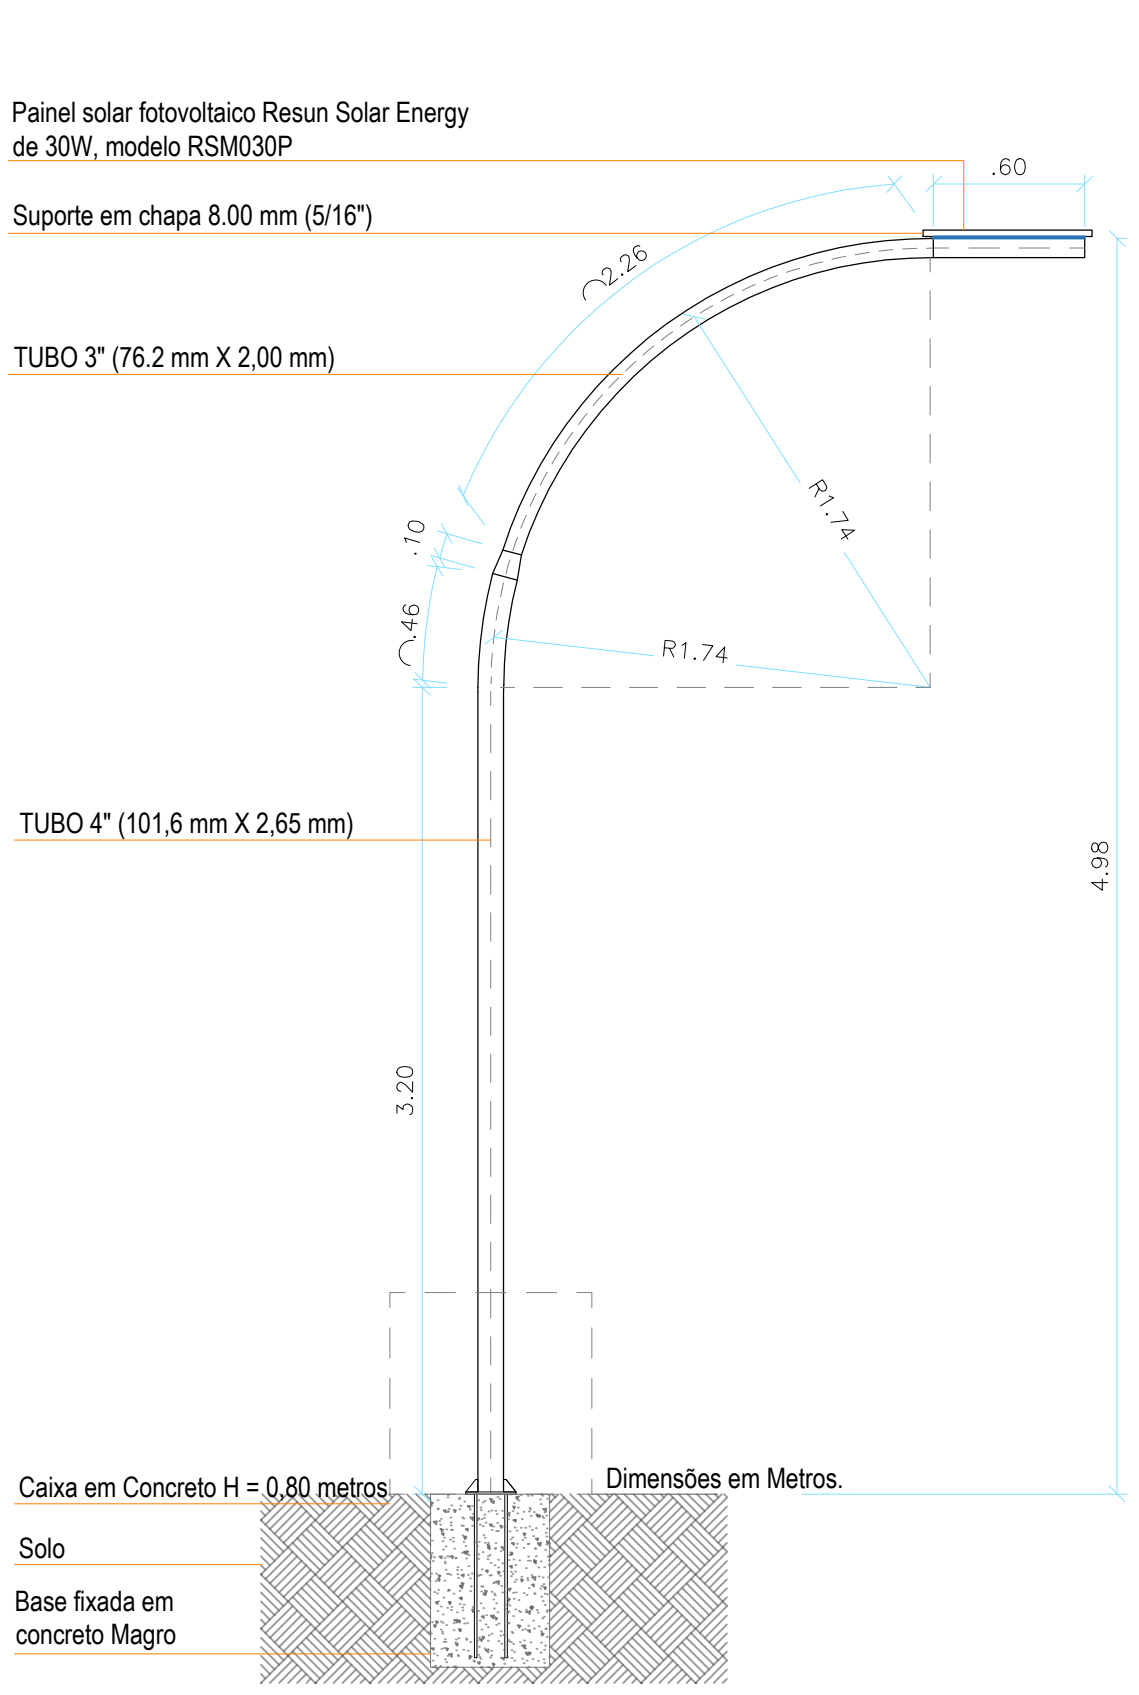 Painel solar fotovoltaico Resun Solar Energy
de 30W, modelo RSM030P
.60
Suporte em chapa 8.00 mm (5/16")
2.26
TUBO 3" (76.2 mm X 2,00 mm)
R1.74
.10
.46
R1.74
TUBO 4" (101,6 mm X 2,65 mm)
4.98
3.20
Caixa em Concreto H = 0,80 metros
Dimensões em Metros.
Solo
Base fixada em
concreto Magro